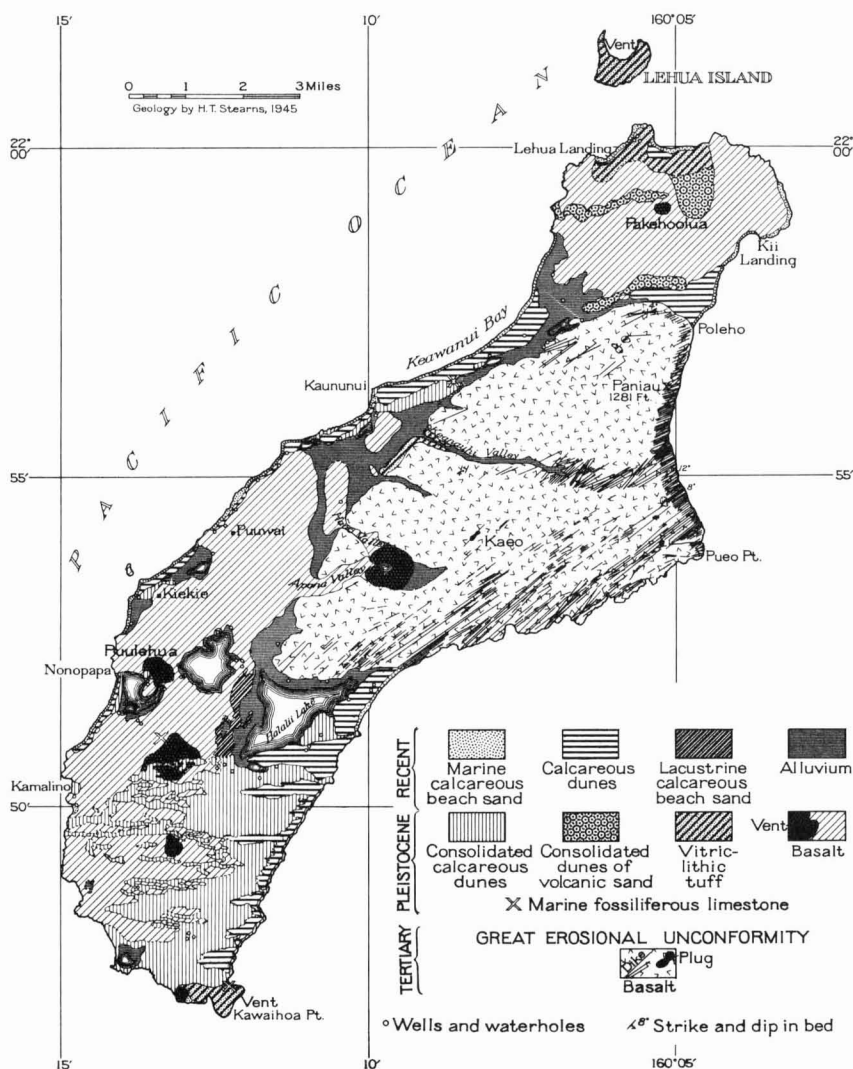 15'
10'
160°05'
Vent
LEHUA ISLAND
0 1 2 3 Miles
Geology by H.T. Stearns, 1945
PACIFIC OCEAN
22°
00'
22
00'
Lehua Landing
Pakehoolua
Kii
Landing
Keawanui Bay
Poleho
Kaununui
Paniau
1281 Ft.
Valley
12°
8°
55'
55'
Puuwai
Kaeo
Pueo Pt.
Apana Valley
Kiekie
Puulehua
Nonopapa
Halalii Lake
Kamalino
50'
RECENT
Marine
calcareous
beach sand
Calcareous
dunes
Lacustrine
calcareous
beach sand
Alluvium
PLEISTOCENE
Consolidated
calcareous
dunes
Consolidated
dunes of
volcanic sand
Vitric-
lithic
tuff
Vent
Basalt
Marine fossiliferous limestone
TERTIARY
GREAT EROSIONAL UNCONFORMITY
Dike
Plug
Basalt
Vent
Kawaihoa Pt.
Wells and waterholes
8° Strike and dip in bed
15'
10'
160°05'